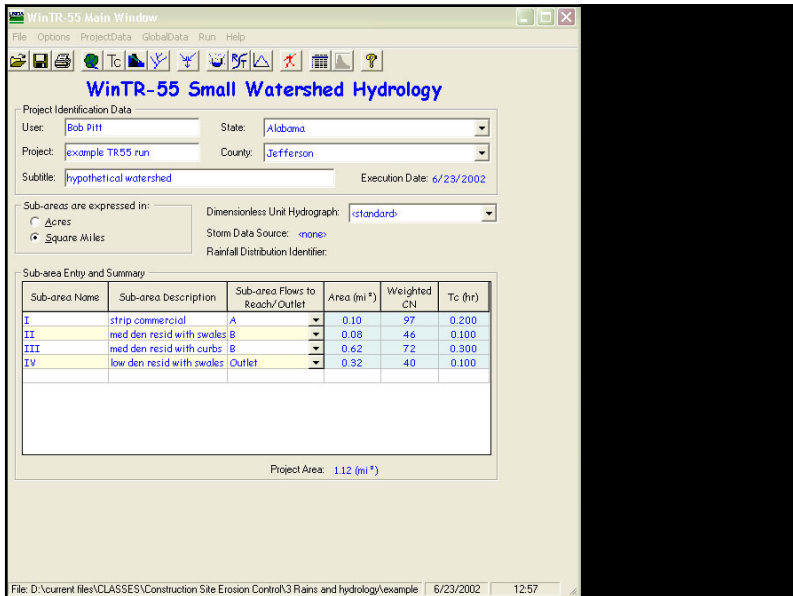 WinTR-55 Main Window
File Options ProjectData GlobalData Run Help
WinTR-55 Small Watershed Hydrology
Project Identification Data
User: Bob Pitt State: Alabama
Project: example TR55 run County: Jefferson
Subtitle: hypothetical watershed Execution Date: 6/23/2002
Sub-areas are expressed in:
Acres
Square Miles
Dimensionless Unit Hydrograph: <standard>
Storm Data Source: <none>
Rainfall Distribution Identifier:
Sub-area Entry and Summary
Sub-area Name Sub-area Description Sub-area Flows to Reach/Outlet Area (mi²) Weighted CN Tc (hr)
I strip commercial A 0.10 97 0.200
II med den resid with swales B 0.08 46 0.100
III med den resid with curbs B 0.62 72 0.300
IV low den resid with swales Outlet 0.32 40 0.100
Project Area: 1.12 (mi²)
File: D:\current files\CLASSES\Construction Site Erosion Control\3 Rains and hydrology\example 6/23/2002 12:57